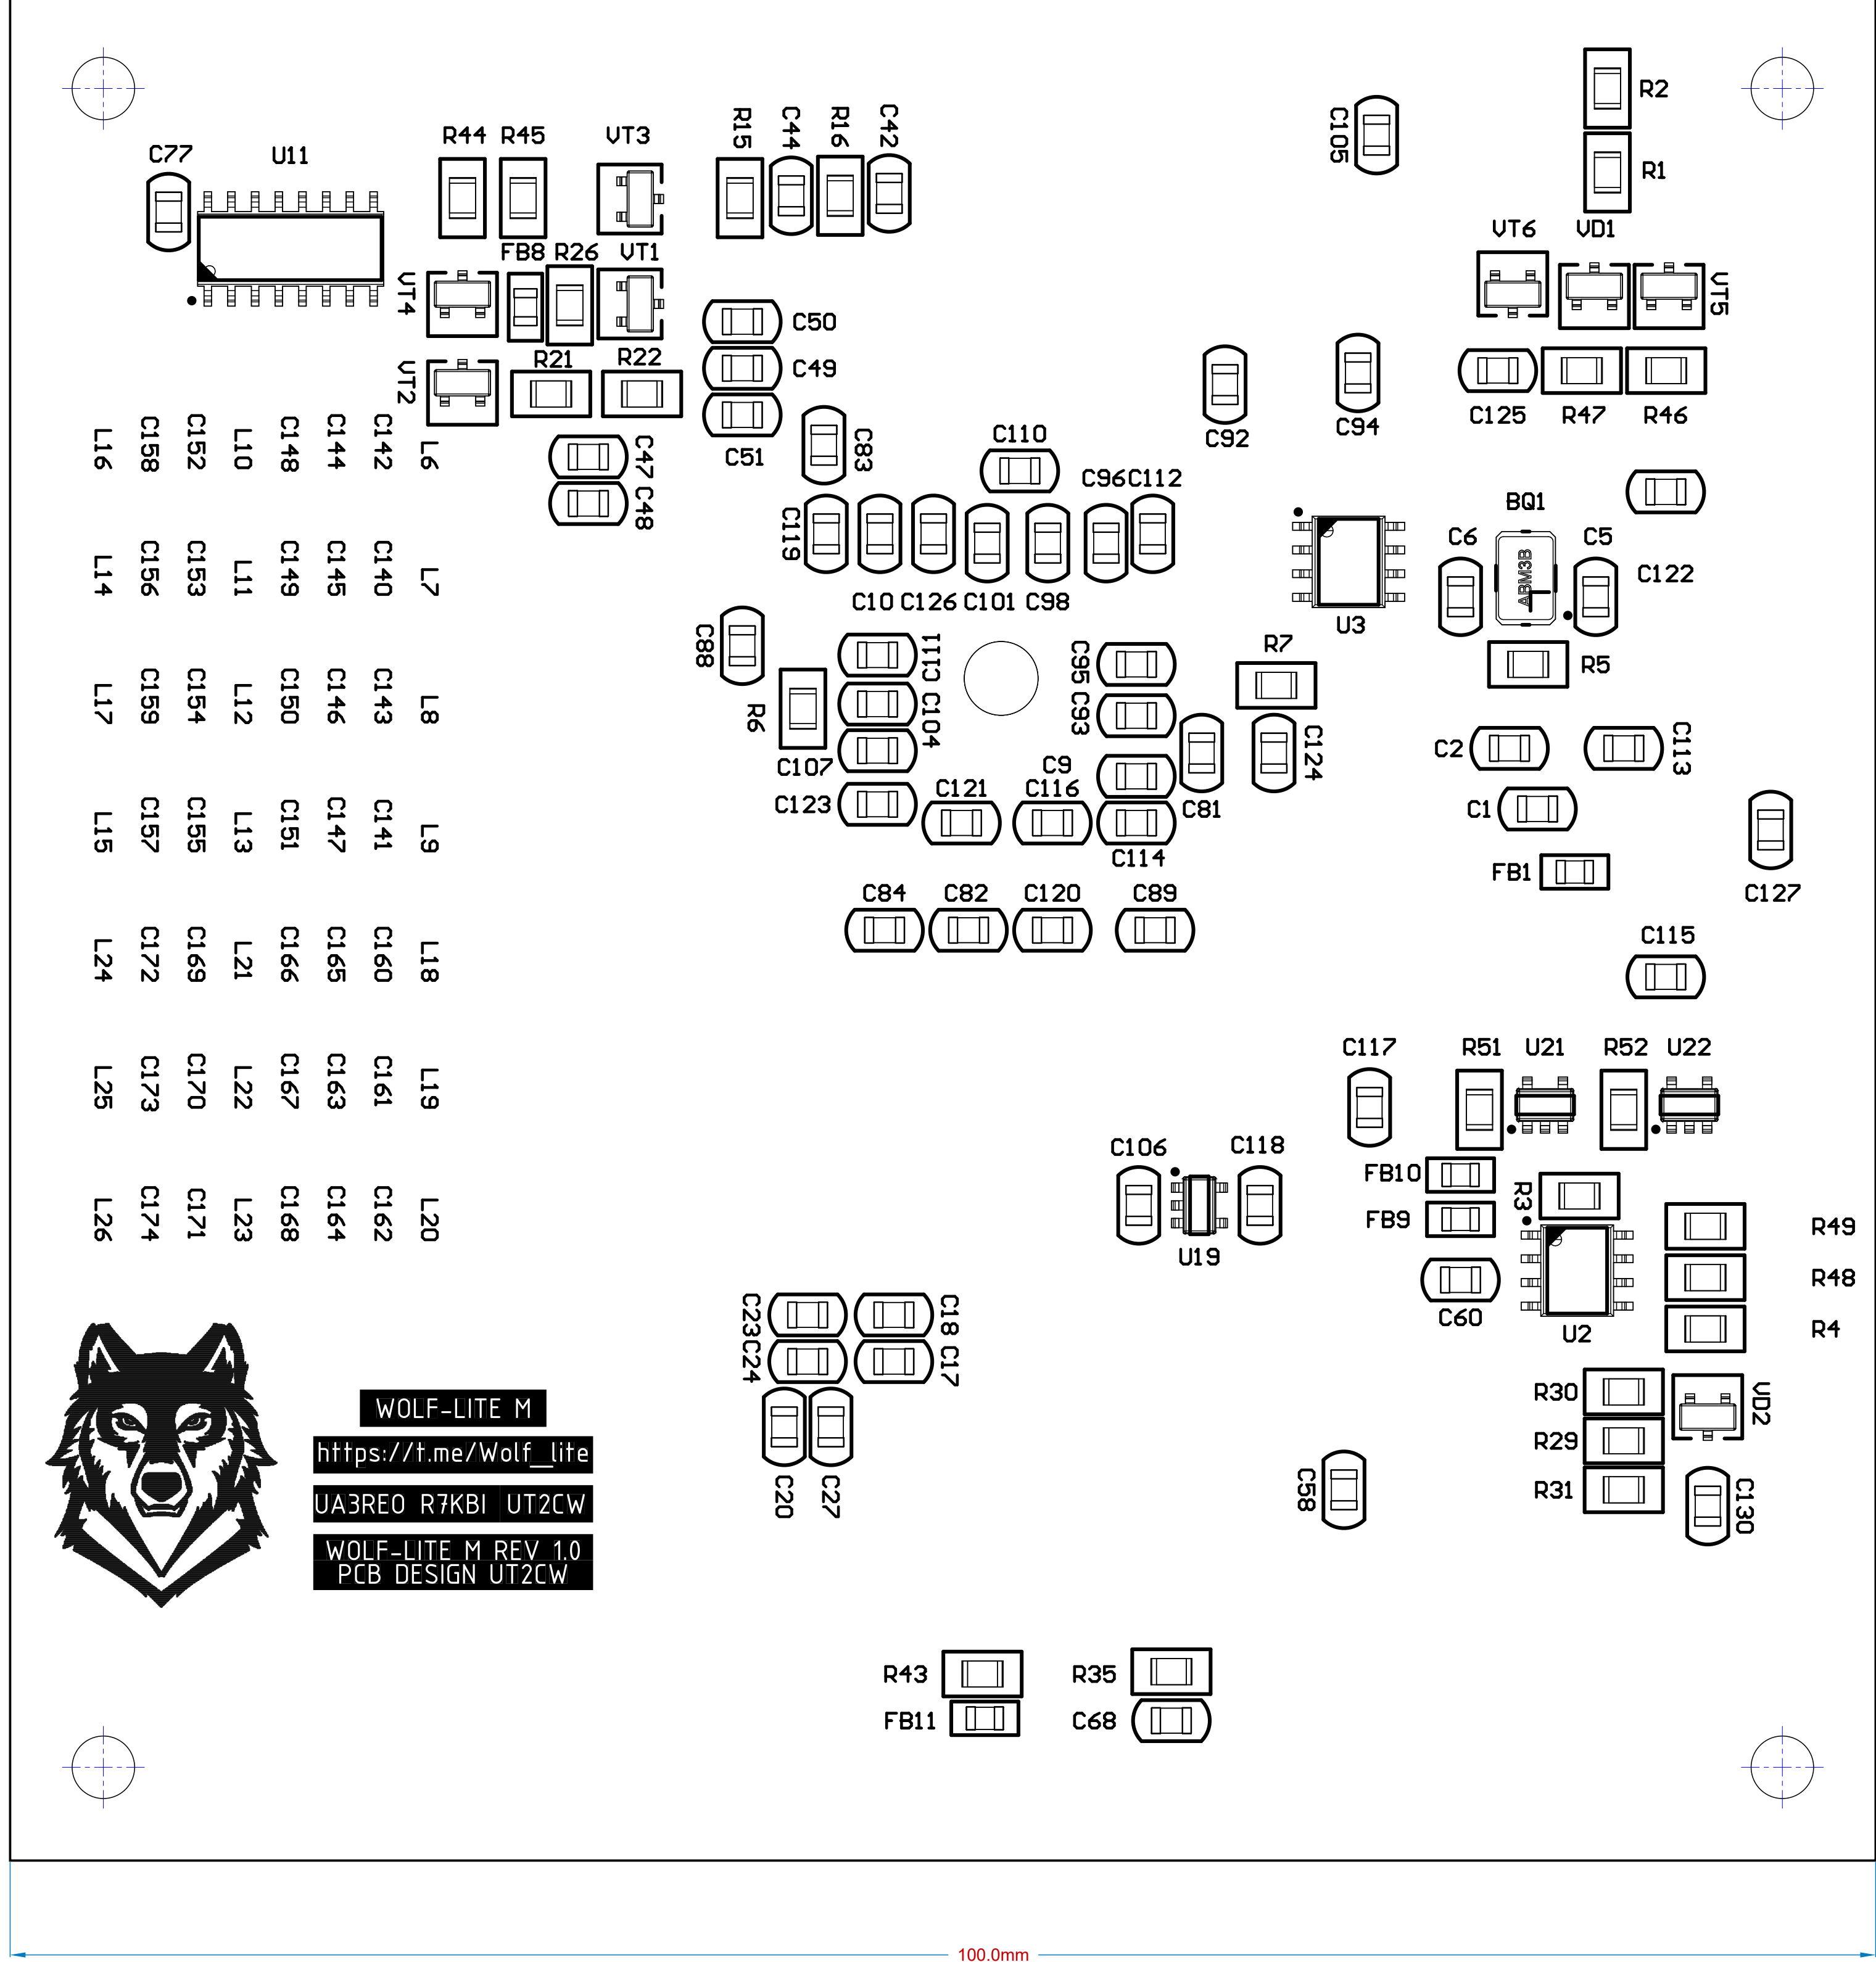 R2
R15 C44 R16 C42
C105
R44 R45 VT3
C77 U11
R1
VT6 VD1
FB8 R26 VT1
VT4
VT5
C50
R21 R22
C49
VT2
C125 R47 R46
C92 C94
L16 C158 C152 L10 C148 C144 C142 L6
C47 C51 C83 C110
C96 C112
C48
BQ1
C119
C6 C5
ABM3B
L14 C156 C153 L11 C149 C145 C140 L7
C122
C10 C126 C101 C98
U3
C88 C111 C95 R7
R5
L17 C159 C154 L12 C150 C146 C143 L8
R6 C104 C93
C2 C113
C124
C107 C9
C121 C116
C123 C81
C1
L15 C157 C155 L13 C151 C147 C141 L9
C114
FB1
C84 C82 C120 C89
C127
C115
L24 C172 C169 L21 C166 C165 C160 L18
C117 R51 U21 R52 U22
L25 C173 C170 L22 C167 C163 C161 L19
C106 C118
FB10
R3
L26 C174 C171 L23 C168 C164 C162 L20
FB9
R49
U19
R48
C23 C18
C60
U2
R4
C24 C17
R30
VD2
WOLF-LITE M
R29
https://t.me/Wolf_lite
C20 C27
C58
R31
C130
UA3REO R7KBI UT2CW
WOLF-LITE M REV 1.0
PCB DESIGN UT2CW
R43 R35
FB11 C68
100.0mm